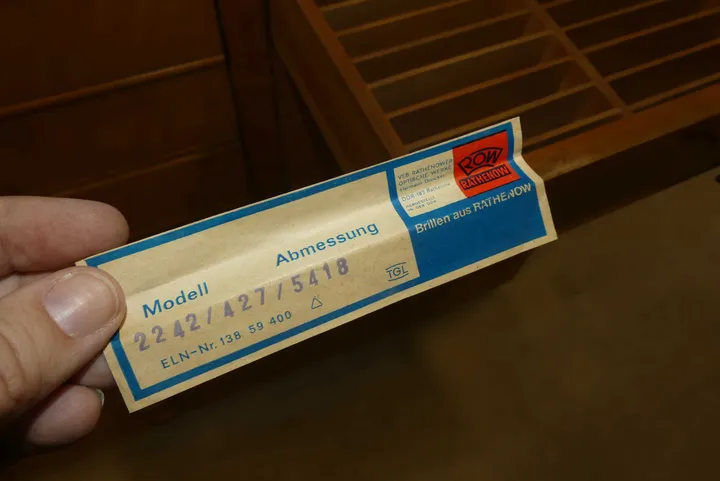 Modell Abmessung
2242/427/5418
ELN-Nr. 138 59 400
TGL
VEB RATHENOWER
OPTISCHE WERKE
ROW
RATHENOW
Brillen aus RATHENOW